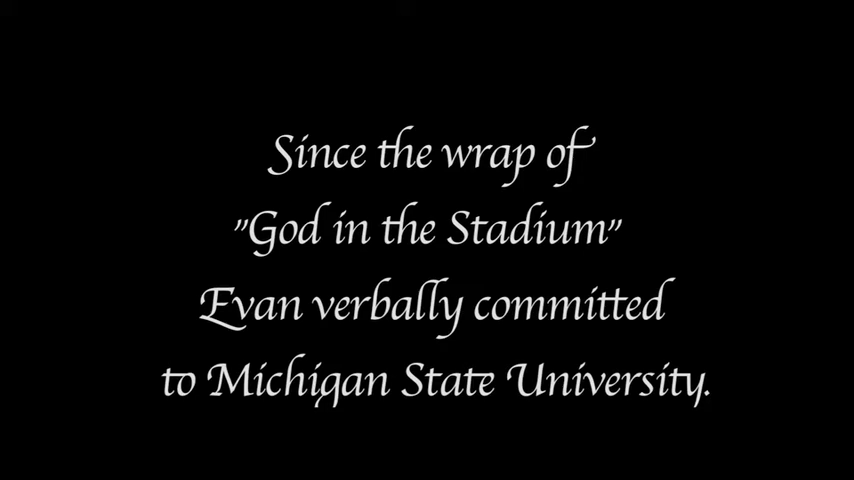 Since the wrap of
"God in the Stadium"
Evan verbally committed
to Michigan State University.